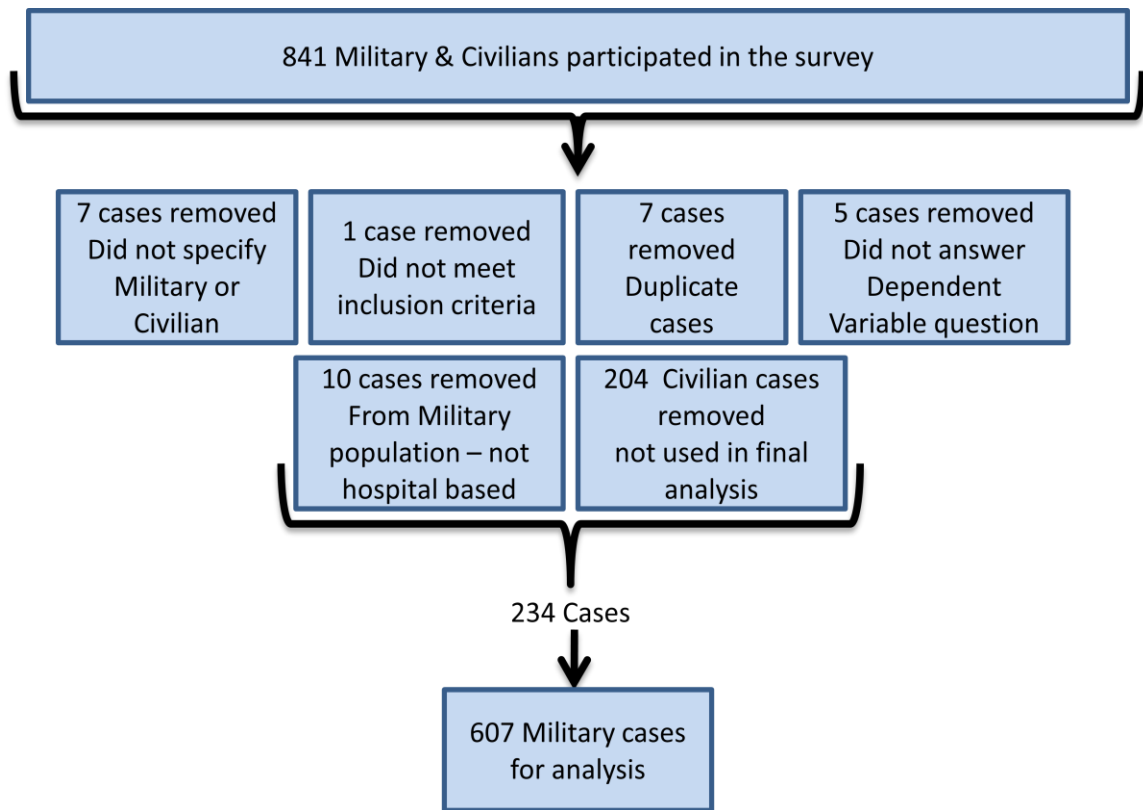 841 Military & Civilians participated in the survey
7 cases removed
Did not specify
Military or
Civilian
1 case removed
Did not meet
inclusion criteria
7 cases
removed
Duplicate
cases
5 cases removed
Did not answer
Dependent
Variable question
10 cases removed
From Military
population – not
hospital based
204 Civilian cases
removed
not used in final
analysis
234 Cases
607 Military cases
for analysis